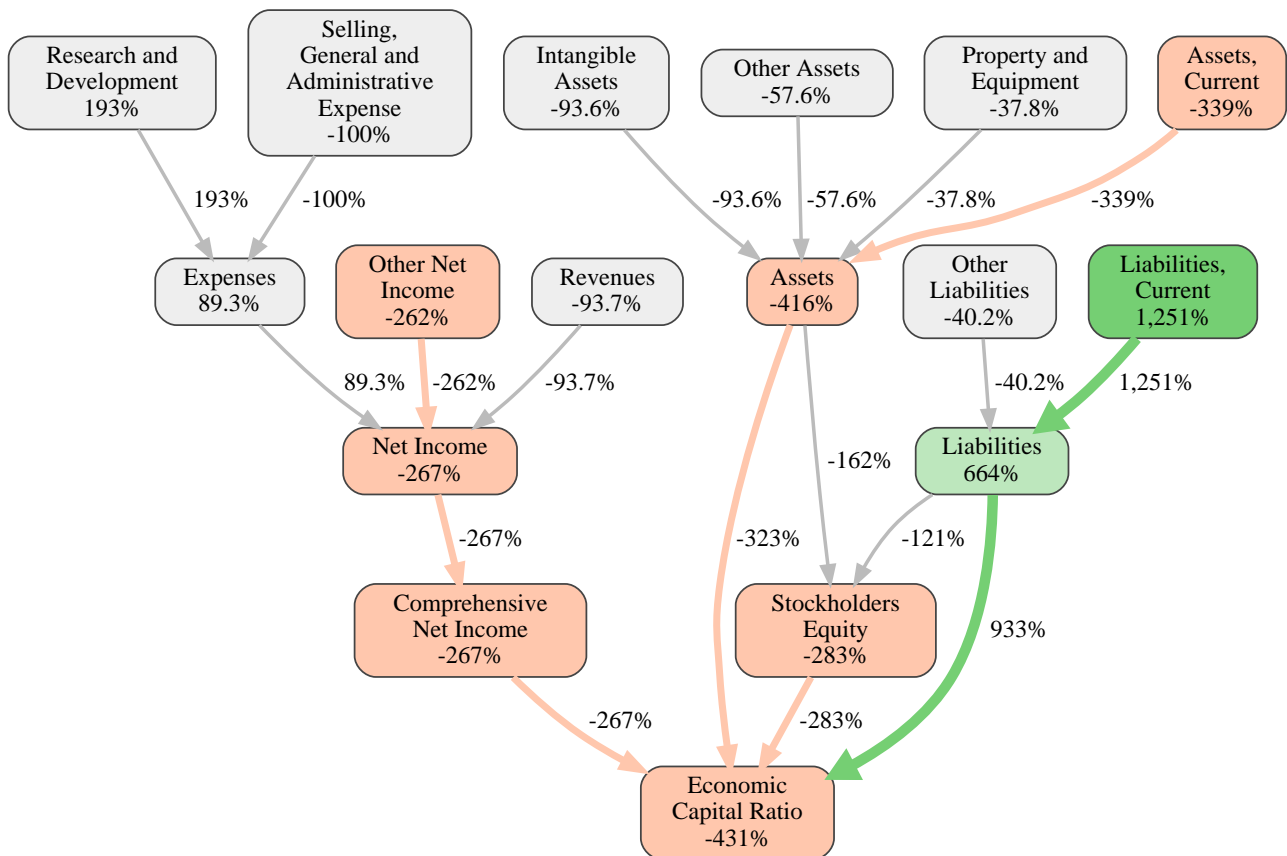 Research and
Development
193%
Selling,
General and
Administrative
Expense
-100%
Intangible
Assets
-93.6%
Other Assets
-57.6%
Property and
Equipment
-37.8%
Assets,
Current
-339%
193%
-100%
-93.6%
-57.6%
-37.8%
-339%
Expenses
89.3%
Other Net
Income
-262%
Revenues
-93.7%
Assets
-416%
Other
Liabilities
-40.2%
Liabilities,
Current
1,251%
89.3%
-262%
-93.7%
-40.2%
1,251%
Net Income
-267%
-162%
Liabilities
664%
-267%
-323%
-121%
Comprehensive
Net Income
-267%
Stockholders
Equity
-283%
933%
-267%
-283%
Economic
Capital Ratio
-431%